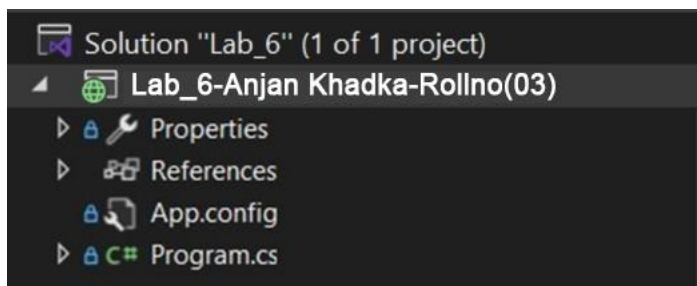 Solution "Lab_6" (1 of 1 project)
Lab_6-Anjan Khadka-Rollno(03)
Properties
References
App.config
C# Program.cs